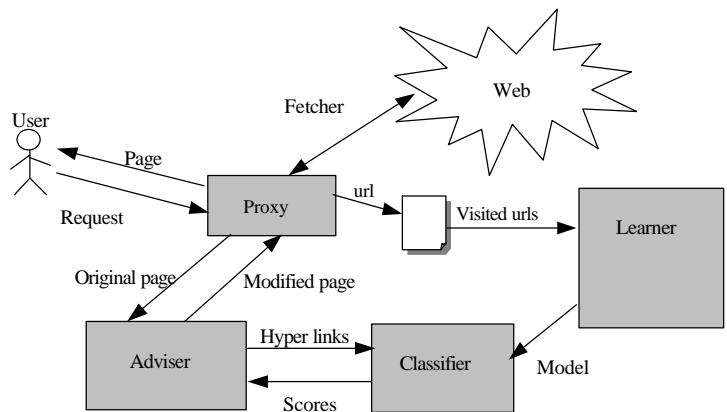 Web
Fetcher
User
Page
url
Proxy
Visited urls
Request
Learner
Original page
Modified page
Hyper links
Adviser
Classifier
Model
Scores